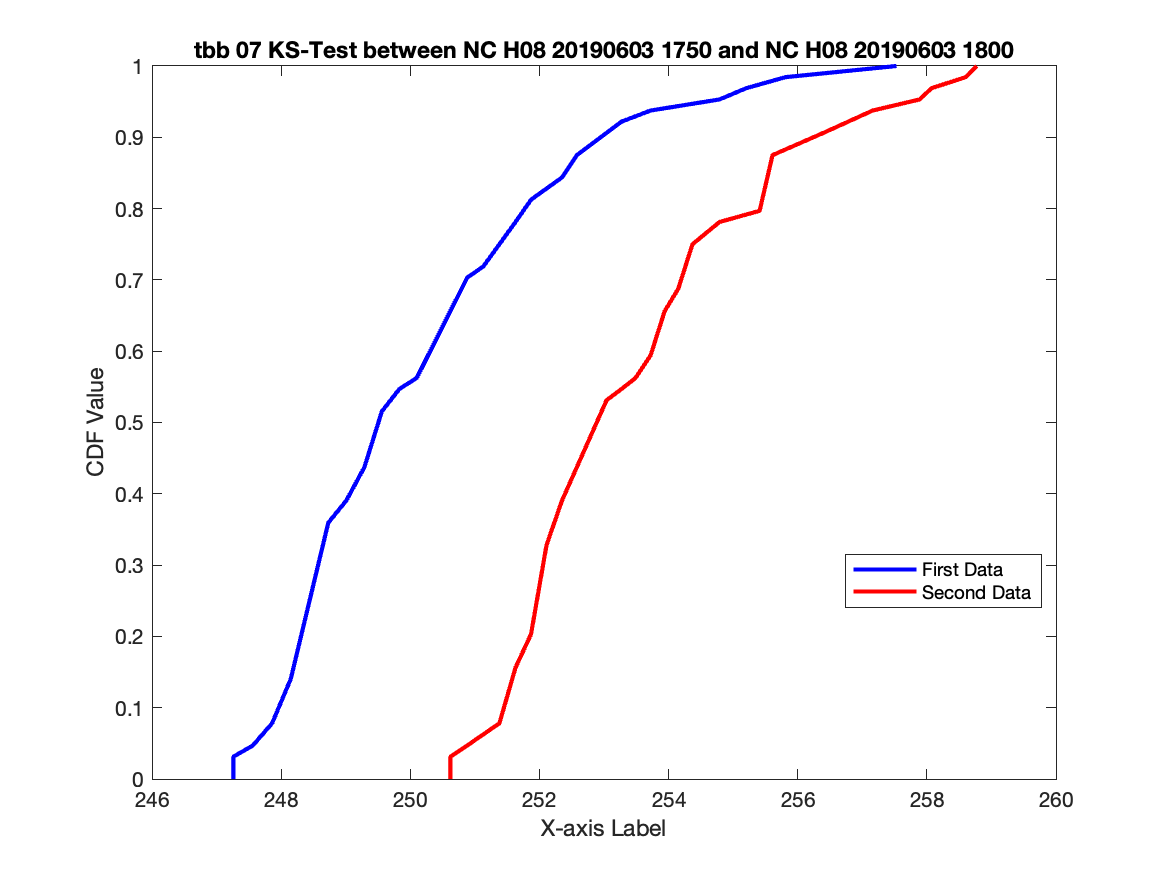 tbb 07 KS-Test between NC H08 20190603 1750 and NC H08 20190603 1800
1
0.9
0.8
0.7
0.6
0.5
0.4
0.3
0.2
0.1
0
CDF Value
First Data
Second Data
246 248 250 252 254 256 258 260
X-axis Label